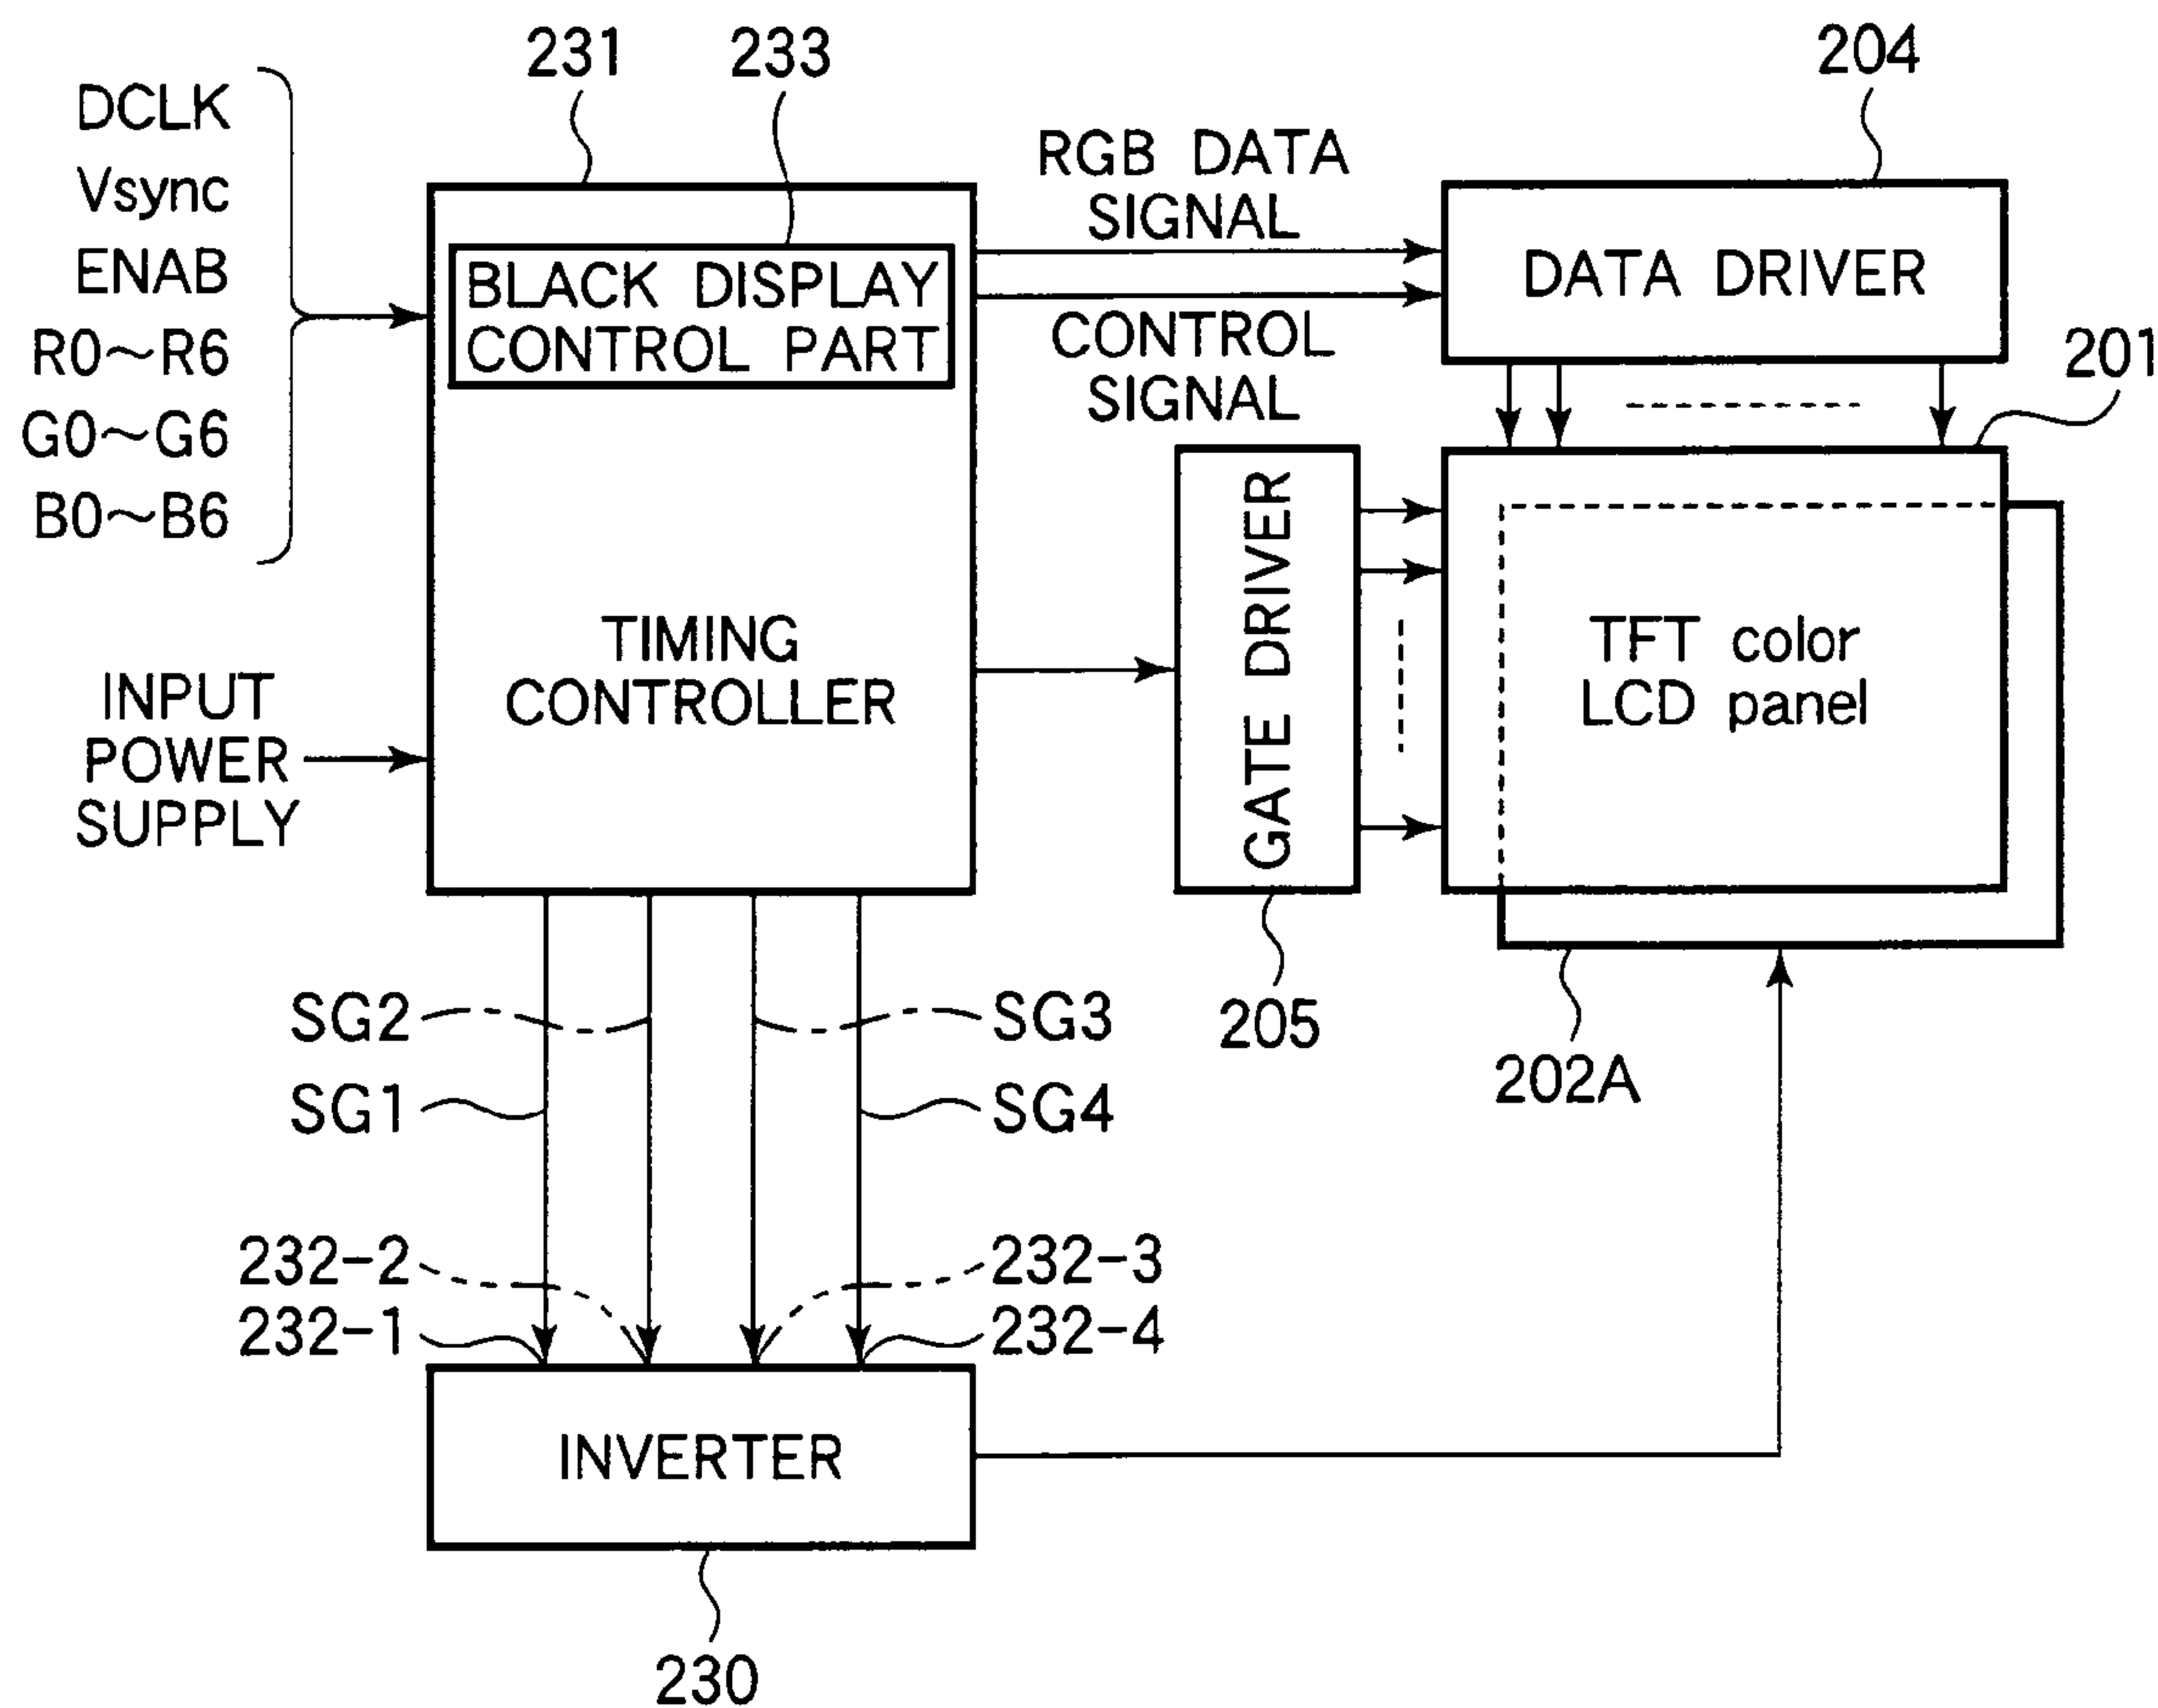 231
233
204
DCLK
Vsync
ENAB
R0~R6
G0~G6
B0~B6
RGB DATA
SIGNAL
CONTROL
SIGNAL
BLACK DISPLAY
CONTROL PART
DATA DRIVER
201
INPUT
POWER
SUPPLY
TIMING
CONTROLLER
GATE DRIVER
TFT color
LCD panel
205
202A
SG2
SG1
SG3
SG4
232-2
232-1
232-3
232-4
INVERTER
230